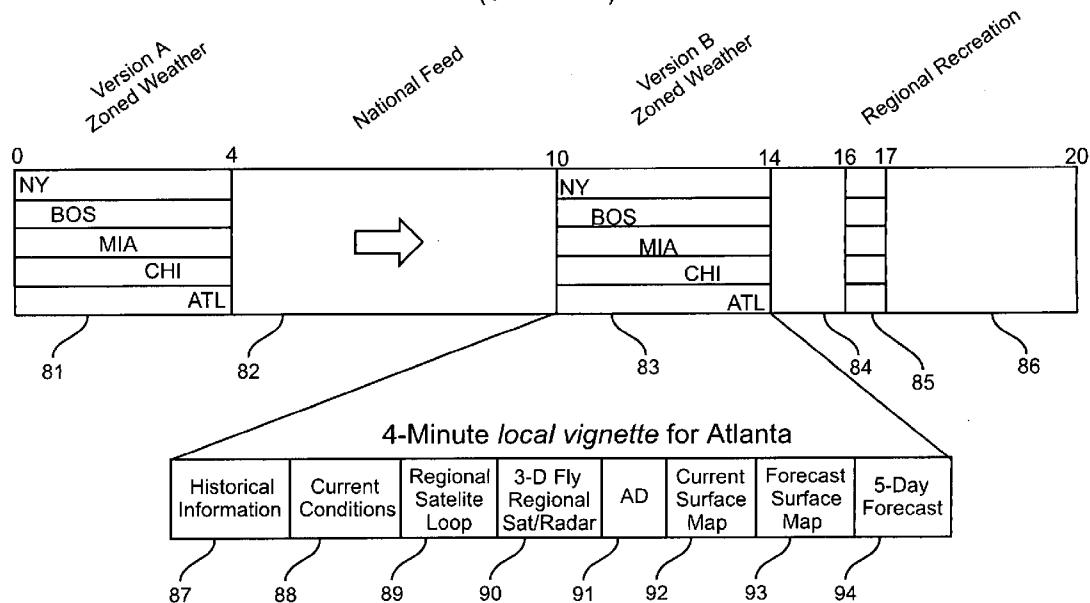 Version A
Zoned Weather
National Feed
Version B
Zoned Weather
Regional Recreation
0 4 10 14 16 17 20
NY NY
BOS BOS
MIA MIA
CHI CHI
ATL ATL
81 82 83 84 85 86
4-Minute local vignette for Atlanta
Historical
Information
Current
Conditions
Regional
Satelite
Loop
3-D Fly
Regional
Sat/Radar
AD
Current
Surface
Map
Forecast
Surface
Map
5-Day
Forecast
87 88 89 90 91 92 93 94